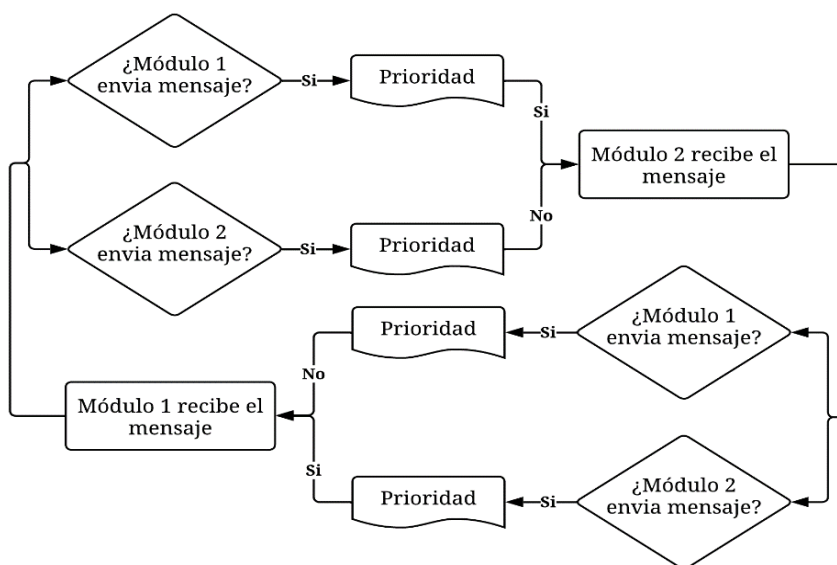 ¿Módulo 1
envia mensaje?
Si
Prioridad
Si
Módulo 2 recibe el
mensaje
¿Módulo 2
envia mensaje?
Si
Prioridad
No
¿Módulo 1
envia mensaje?
Si
Prioridad
No
Módulo 1 recibe el
mensaje
¿Módulo 2
envia mensaje?
Si
Prioridad
Si